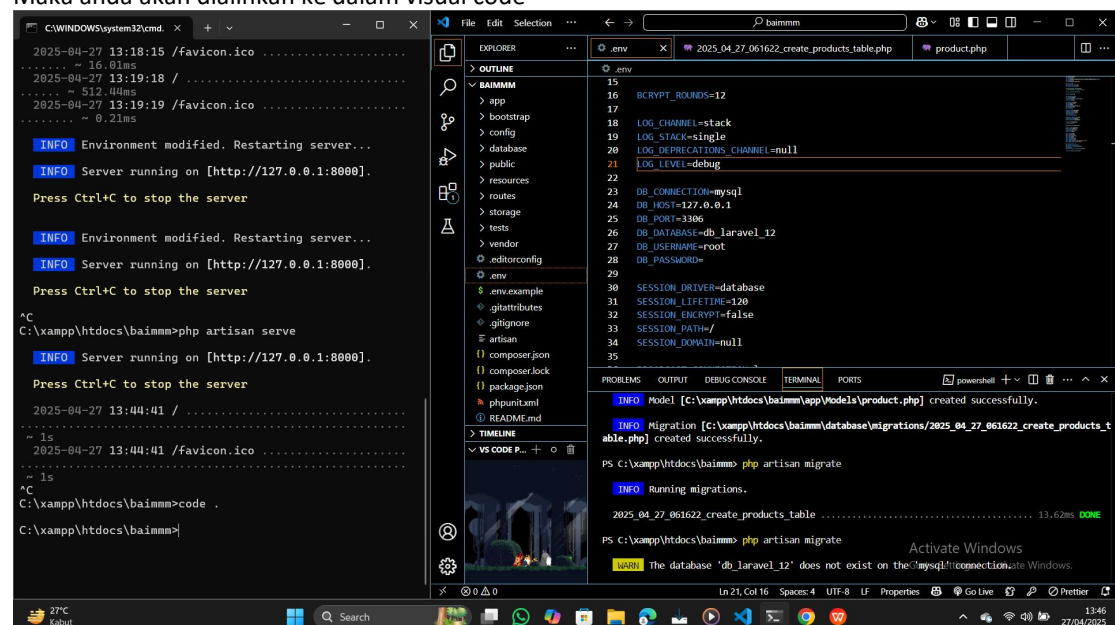 Maka anda akan dialihkan ke dalam visual code
C:\WINDOWS\system32\cmd.
2025-04-27 13:18:15 /favicon.ico ......................
....... ~ 16.01ms
2025-04-27 13:19:18 / .................................
...... ~ 512.44ms
2025-04-27 13:19:19 /favicon.ico ......................
........ ~ 0.21ms
INFO Environment modified. Restarting server...
INFO Server running on [http://127.0.0.1:8000].
Press Ctrl+C to stop the server
INFO Environment modified. Restarting server...
INFO Server running on [http://127.0.0.1:8000].
Press Ctrl+C to stop the server
^C
C:\xampp\htdocs\baimmm>php artisan serve
INFO Server running on [http://127.0.0.1:8000].
Press Ctrl+C to stop the server
2025-04-27 13:44:41 / .................................
~ 1s
2025-04-27 13:44:41 /favicon.ico ......................
~ 1s
^C
C:\xampp\htdocs\baimmm>code .
C:\xampp\htdocs\baimmm>
File Edit Selection ...
baimmm
EXPLORER ...
OUTLINE
BAIMMM
app
bootstrap
config
database
public
resources
routes
storage
tests
vendor
.editorconfig
.env
.env.example
.gitattributes
.gitignore
artisan
composer.json
composer.lock
package.json
phpunit.xml
README.md
TIMELINE
VS CODE P...
1
.env
2025_04_27_061622_create_products_table.php
product.php
.env
15
16 BCRYPT_ROUNDS=12
17
18 LOG_CHANNEL=stack
19 LOG_STACK=single
20 LOG_DEPRECATIONS_CHANNEL=null
21 LOG_LEVEL=debug
22
23 DB_CONNECTION=mysql
24 DB_HOST=127.0.0.1
25 DB_PORT=3306
26 DB_DATABASE=db_laravel_12
27 DB_USERNAME=root
28 DB_PASSWORD=
29
30 SESSION_DRIVER=database
31 SESSION_LIFETIME=120
32 SESSION_ENCRYPT=false
33 SESSION_PATH=/
34 SESSION_DOMAIN=null
35
PROBLEMS OUTPUT DEBUG CONSOLE TERMINAL PORTS powershell
INFO Model [C:\xampp\htdocs\baimmm\app\Models\product.php] created successfully.
INFO Migration [C:\xampp\htdocs\baimmm\database\migrations/2025_04_27_061622_create_products_t
able.php] created successfully.
PS C:\xampp\htdocs\baimmm> php artisan migrate
INFO Running migrations.
2025_04_27_061622_create_products_table ................................... 13.62ms DONE
PS C:\xampp\htdocs\baimmm> php artisan migrate
WARN The database 'db_laravel_12' does not exist on the 'mysql' connection.
Activate Windows
0 0 Ln 21, Col 16 Spaces: 4 UTF-8 LF Properties Go Live Prettier
27°C
Kabut
Search
13:46
27/04/2025